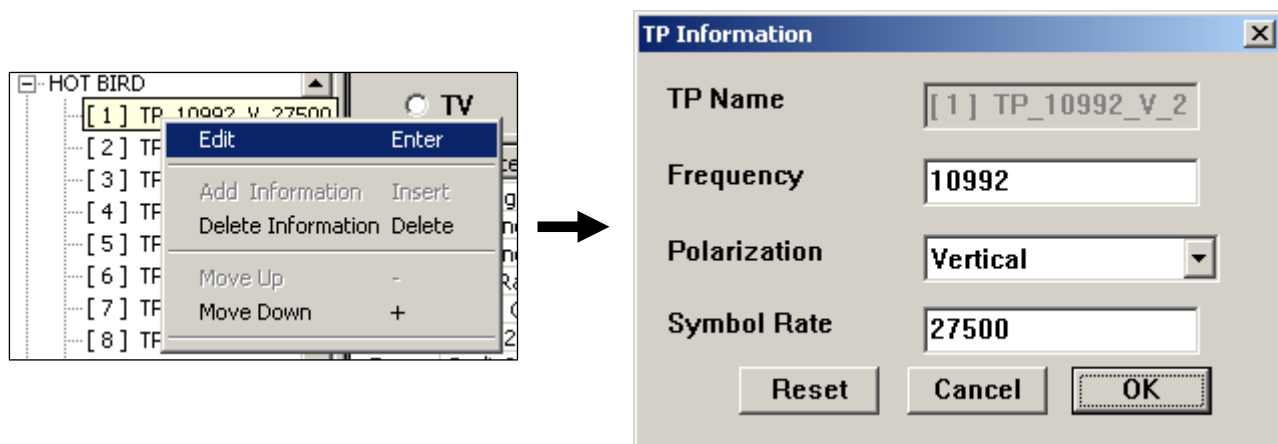 HOT BIRD
[ 1 ] TP_10992_V_27500
TV
Edit Enter
[ 2 ] TP
[ 3 ] TP
Add Information Insert
[ 4 ] TP
Delete Information Delete
[ 5 ] TP
[ 6 ] TP
Move Up -
[ 7 ] TP
Move Down +
[ 8 ] TP
TP Information
TP Name [ 1 ] TP_10992_V_2
Frequency 10992
Polarization Vertical
Symbol Rate 27500
Reset Cancel OK